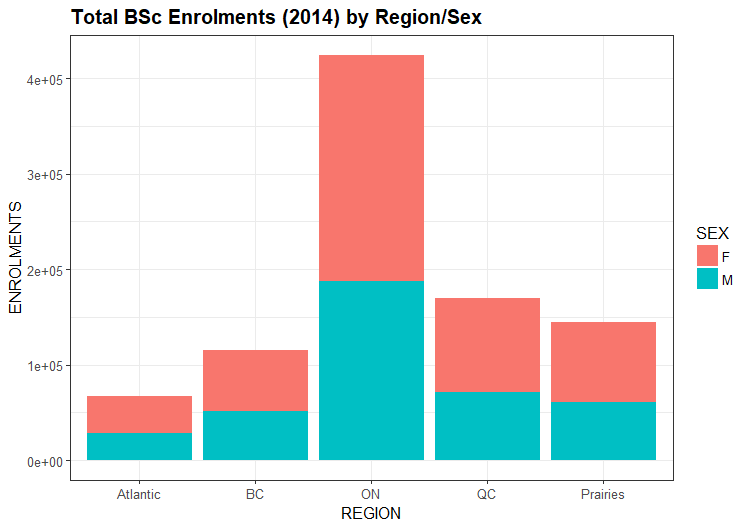 Total BSc Enrolments (2014) by Region/Sex
ENROLMENTS
4e+05
3e+05
2e+05
1e+05
0e+00
Atlantic
BC
ON
QC
Prairies
REGION
SEX
F
M